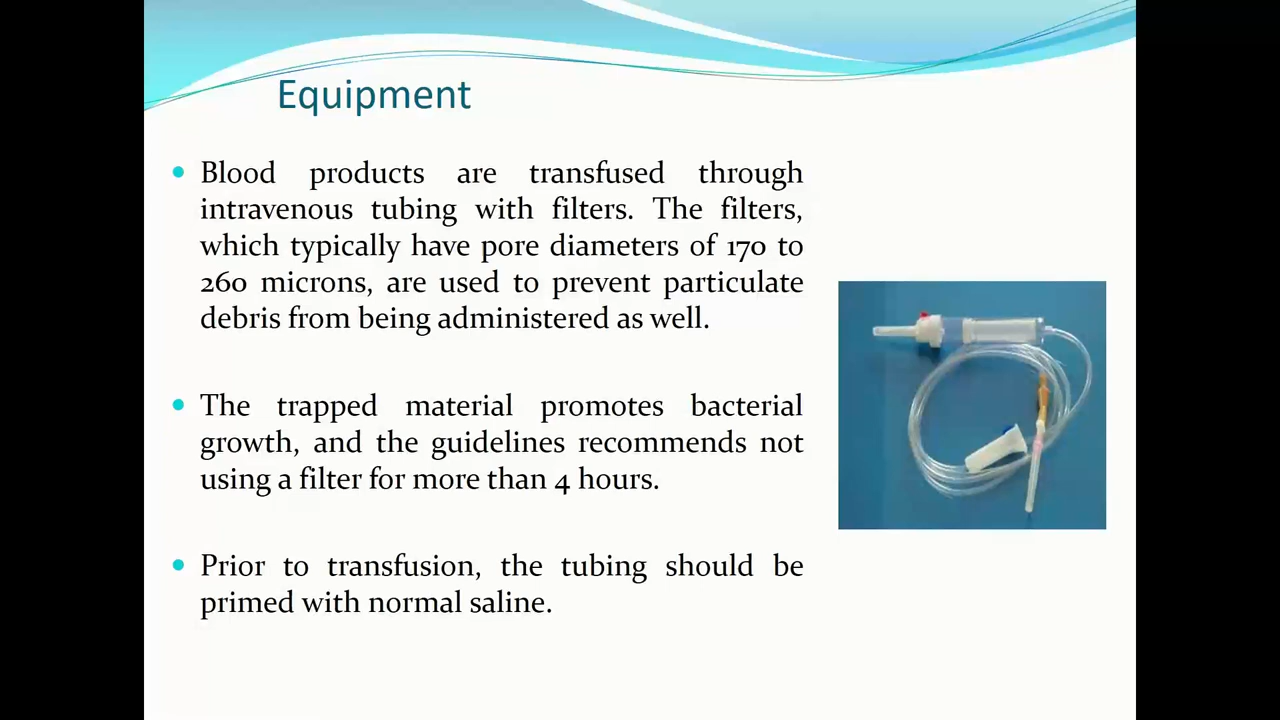 Equipment
Blood products are transfused through
intravenous tubing with filters. The filters,
which typically have pore diameters of 170 to
260 microns, are used to prevent particulate
debris from being administered as well.
The trapped material promotes bacterial
growth, and the guidelines recommends not
using a filter for more than 4 hours.
Prior to transfusion, the tubing should be
primed with normal saline.